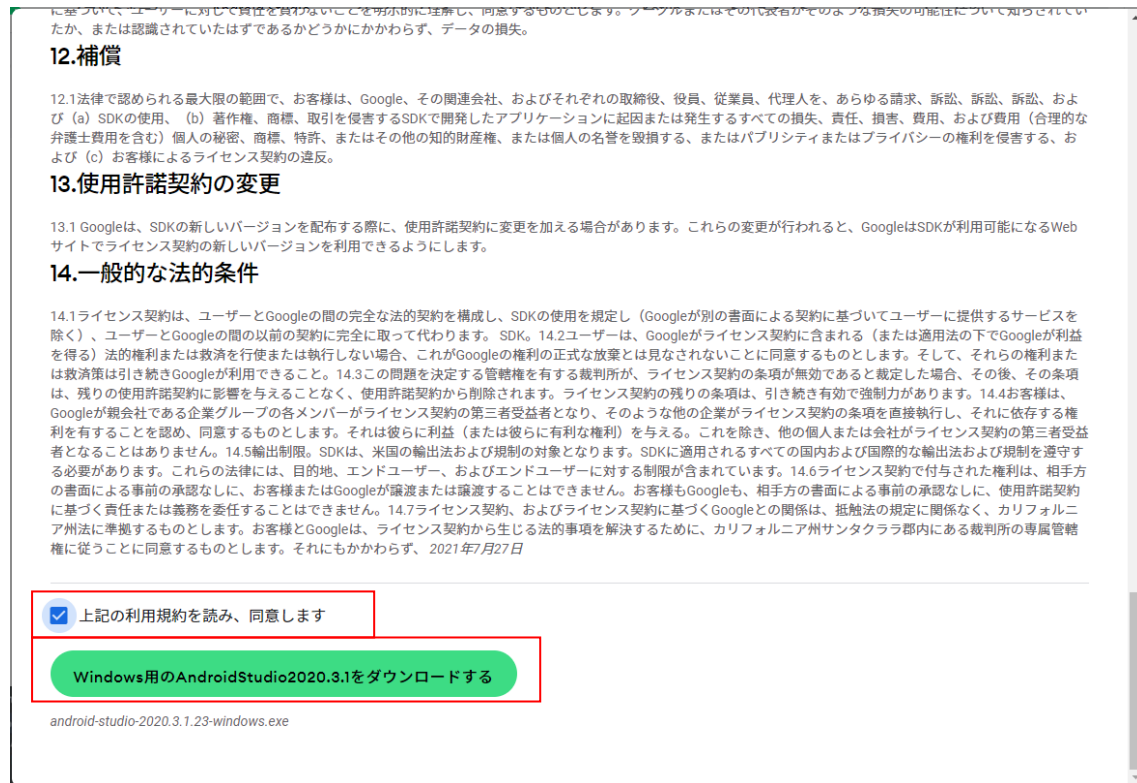 に基づいて、ユーザーに対して責任を負わないことを明示的に理解し、同意するものとします。グーグルまたはその代表者がそのような損失の可能性について知らされてい
たか、または認識されていたはずであるかどうかにかかわらず、データの損失。
12.補償
12.1法律で認められる最大限の範囲で、お客様は、Google、その関連会社、およびそれぞれの取締役、役員、従業員、代理人を、あらゆる請求、訴訟、訴訟、訴訟、およ
び（a）SDKの使用、（b）著作権、商標、取引を侵害するSDKで開発したアプリケーションに起因または発生するすべての損失、責任、損害、費用、および費用（合理的な
弁護士費用を含む）個人の秘密、商標、特許、またはその他の知的財産権、または個人の名誉を毀損する、またはパブリシティまたはプライバシーの権利を侵害する、お
よび（c）お客様によるライセンス契約の違反。
13.使用許諾契約の変更
13.1 Googleは、SDKの新しいバージョンを配布する際に、使用許諾契約に変更を加える場合があります。これらの変更が行われると、GoogleはSDKが利用可能になるWeb
サイトでライセンス契約の新しいバージョンを利用できるようにします。
14.一般的な法的条件
14.1ライセンス契約は、ユーザーとGoogleの間の完全な法的契約を構成し、SDKの使用を規定し（Googleが別の書面による契約に基づいてユーザーに提供するサービスを
除く）、ユーザーとGoogleの間の以前の契約に完全に取って代わります。 SDK。14.2ユーザーは、Googleがライセンス契約に含まれる（または適用法の下でGoogleが利益
を得る）法的権利または救済を行使または執行しない場合、これがGoogleの権利の正式な放棄とは見なされないことに同意するものとします。そして、それらの権利また
は救済策は引き続きGoogleが利用できること。14.3この問題を決定する管轄権を有する裁判所が、ライセンス契約の条項が無効であると裁定した場合、その後、その条項
は、残りの使用許諾契約に影響を与えることなく、使用許諾契約から削除されます。ライセンス契約の残りの条項は、引き続き有効で強制力があります。14.4お客様は、
Googleが親会社である企業グループの各メンバーがライセンス契約の第三者受益者となり、そのような他の企業がライセンス契約の条項を直接執行し、それに依存する権
利を有することを認め、同意するものとします。それは彼らに利益（または彼らに有利な権利）を与える。これを除き、他の個人または会社がライセンス契約の第三者受益
者となることはありません。14.5輸出制限。SDKは、米国の輸出法および規制の対象となります。SDKに適用されるすべての国内および国際的な輸出法および規制を遵守す
る必要があります。これらの法律には、目的地、エンドユーザー、およびエンドユーザーに対する制限が含まれています。14.6ライセンス契約で付与された権利は、相手方
の書面による事前の承認なしに、お客様またはGoogleが譲渡または譲渡することはできません。お客様もGoogleも、相手方の書面による事前の承認なしに、使用許諾契約
に基づく責任または義務を委任することはできません。14.7ライセンス契約、およびライセンス契約に基づくGoogleとの関係は、抵触法の規定に関係なく、カリフォルニ
ア州法に準拠するものとします。お客様とGoogleは、ライセンス契約から生じる法的事項を解決するために、カリフォルニア州サンタクララ郡内にある裁判所の専属管轄
権に従うことに同意するものとします。それにもかかわらず、2021年7月27日
上記の利用規約を読み、同意します
Windows用のAndroidStudio2020.3.1をダウンロードする
android-studio-2020.3.1.23-windows.exe